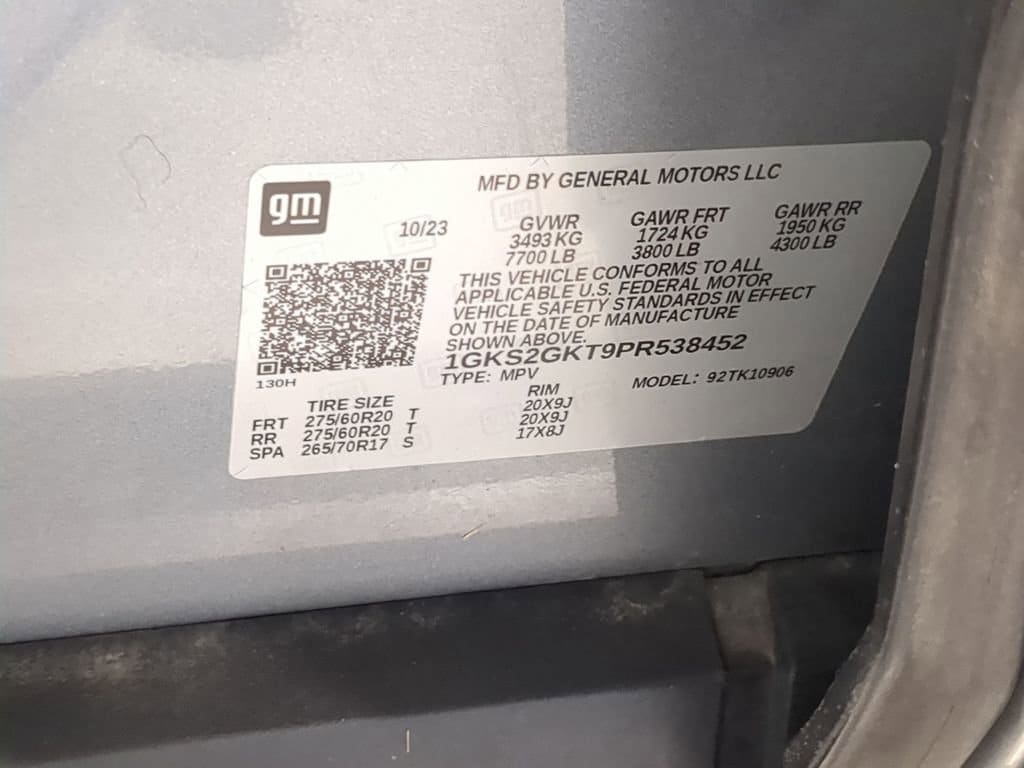 gm
MFD BY GENERAL MOTORS LLC
10/23 GVWR GAWR FRT GAWR RR
3493 KG 1724 KG 1950 KG
7700 LB 3800 LB 4300 LB
THIS VEHICLE CONFORMS TO ALL
APPLICABLE U.S. FEDERAL MOTOR
VEHICLE SAFETY STANDARDS IN EFFECT
ON THE DATE OF MANUFACTURE
SHOWN ABOVE.
1GKS2GKT9PR538452
TYPE: MPV MODEL: 92TK10906
130H
TIRE SIZE RIM
FRT 275/60R20 T 20X9J
RR 275/60R20 T 20X9J
SPA 265/70R17 S 17X8J